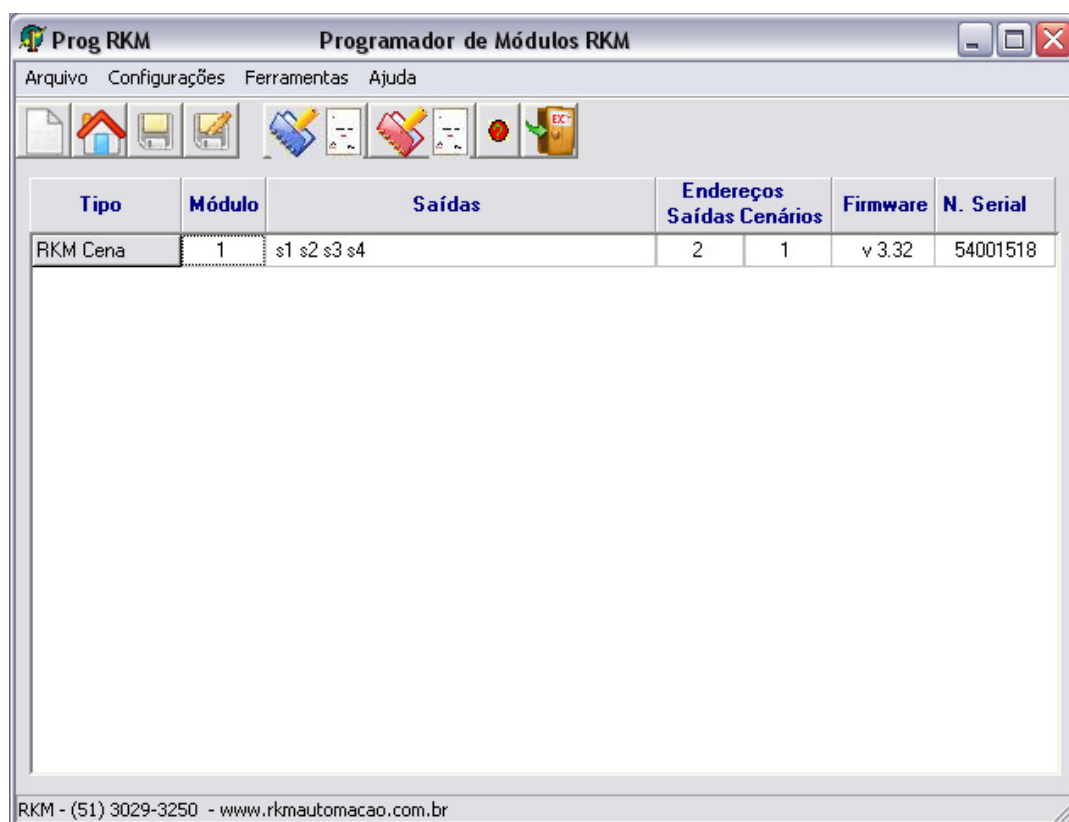 Prog RKM Programador de Módulos RKM
Arquivo Configurações Ferramentas Ajuda
EXIT
Tipo Módulo Saídas Endereços Saídas Cenários Firmware N. Serial
RKM Cena 1 s1 s2 s3 s4 2 1 v 3.32 54001518
RKM - (51) 3029-3250 - www.rkmautomacao.com.br